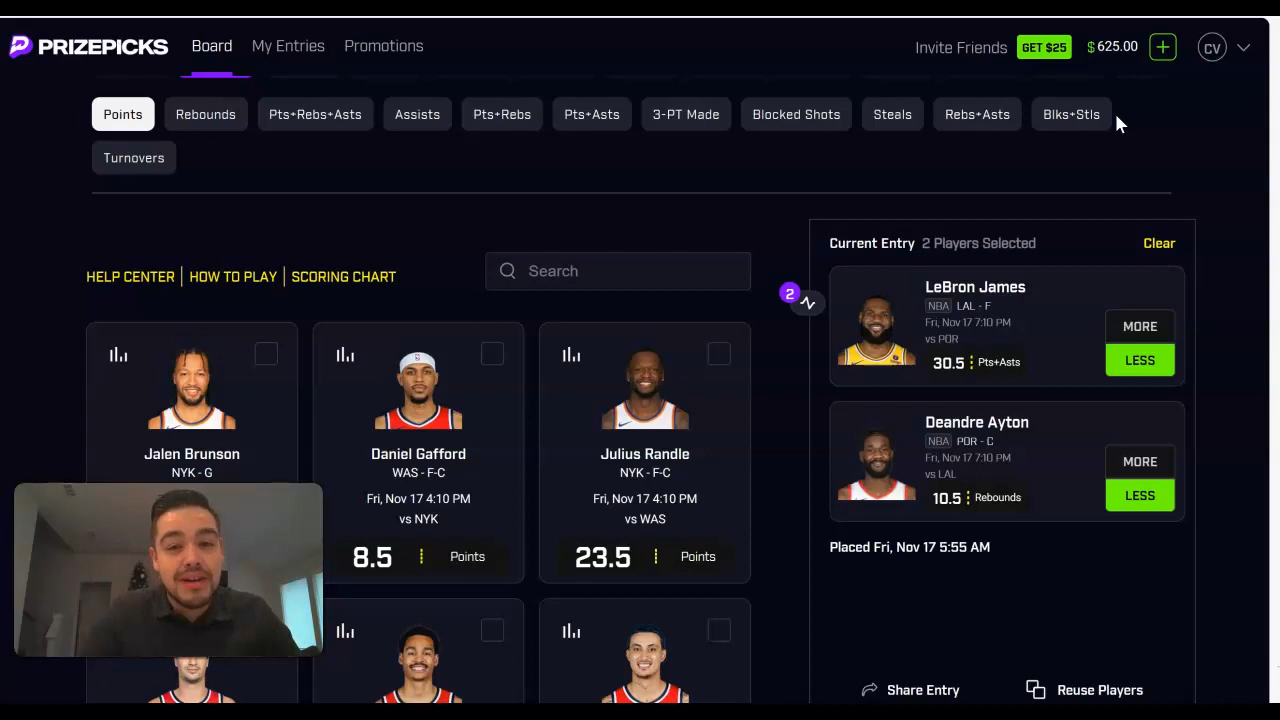 PRIZEPICKS
Board
My Entries
Promotions
Invite Friends
GET $25
$625.00
CV
Points
Rebounds
Pts+Rebs+Asts
Assists
Pts+Rebs
Pts+Asts
3-PT Made
Blocked Shots
Steals
Rebs+Asts
Blks+Stls
Turnovers
HELP CENTER
HOW TO PLAY
SCORING CHART
Search
Jalen Brunson
NYK - G
Daniel Gafford
WAS - F-C
Fri, Nov 17 4:10 PM
vs NYK
8.5
Points
Julius Randle
NYK - F-C
Fri, Nov 17 4:10 PM
vs WAS
23.5
Points
Current Entry 2 Players Selected
Clear
2
LeBron James
NBA LAL - F
Fri, Nov 17 7:10 PM
vs POR
30.5 Pts+Asts
MORE
LESS
Deandre Ayton
NBA POR - C
Fri, Nov 17 7:10 PM
vs LAL
10.5 Rebounds
MORE
LESS
Placed Fri, Nov 17 5:55 AM
Share Entry
Reuse Players